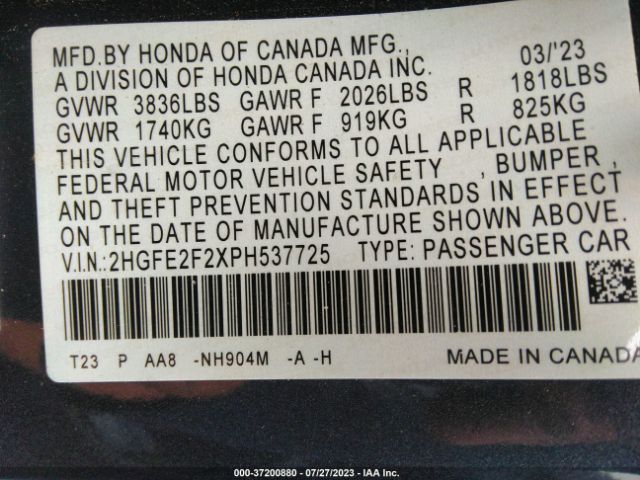 MFD.BY HONDA OF CANADA MFG., 03/'23
A DIVISION OF HONDA CANADA INC.
GVWR 3836LBS GAWR F 2026LBS R 1818LBS
GVWR 1740KG GAWR F 919KG R 825KG
THIS VEHICLE CONFORMS TO ALL APPLICABLE
FEDERAL MOTOR VEHICLE SAFETY , BUMPER ,
AND THEFT PREVENTION STANDARDS IN EFFECT
ON THE DATE OF MANUFACTURE SHOWN ABOVE.
V.I.N.:2HGFE2F2XPH537725 TYPE: PASSENGER CAR
T23 P AA8 -NH904M -A -H MADE IN CANADA
000-37200880 / 07/27/2023 - IAA Inc.